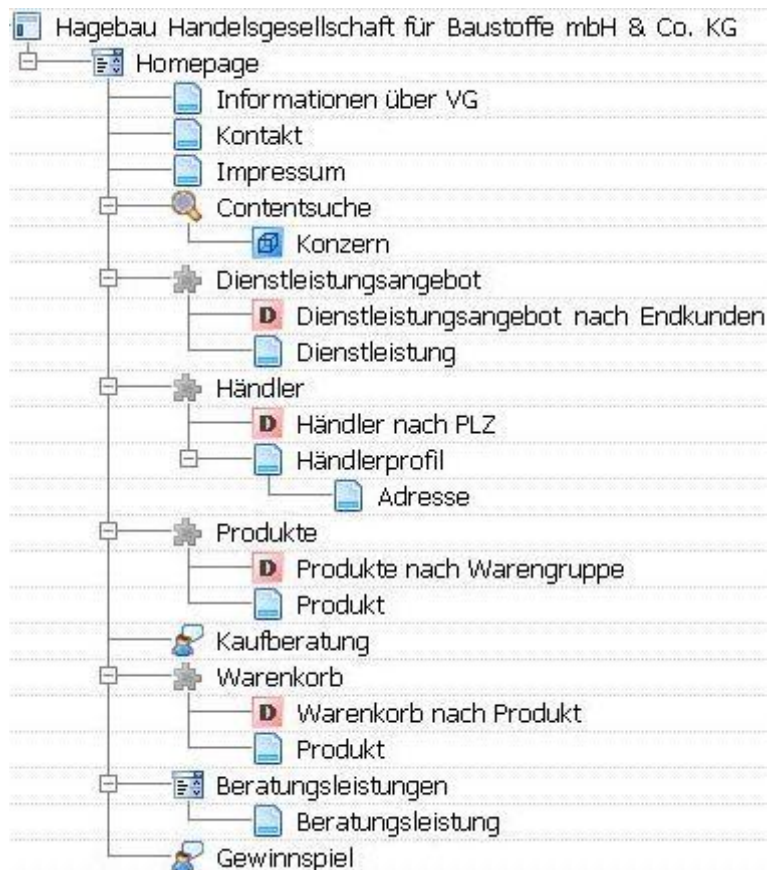 Hagebau Handelsgesellschaft für Baustoffe mbH & Co. KG
Homepage
Informationen über VG
Kontakt
Impressum
Contentsuche
Konzern
Dienstleistungsangebot
D Dienstleistungsangebot nach Endkunden
Dienstleistung
Händler
D Händler nach PLZ
Händlerprofil
Adresse
Produkte
D Produkte nach Warengruppe
Produkt
Kaufberatung
Warenkorb
D Warenkorb nach Produkt
Produkt
Beratungsleistungen
Beratungsleistung
Gewinnspiel